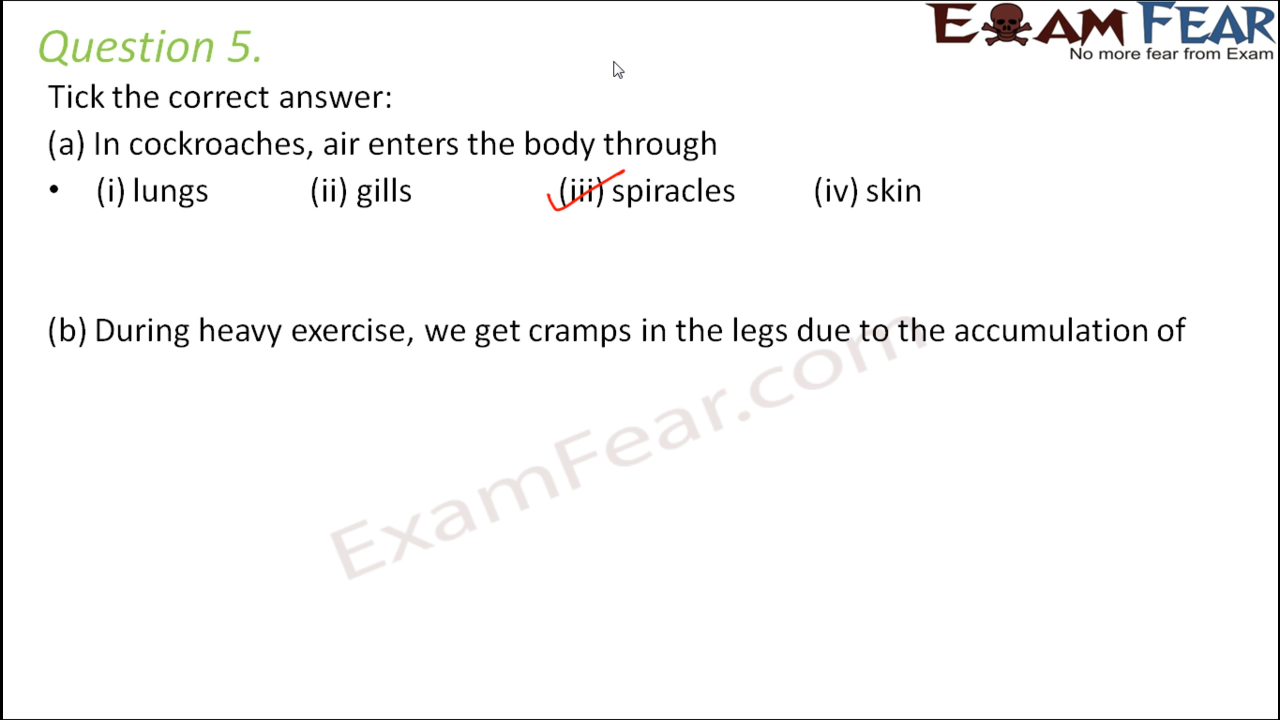 Question 5.
EXAM FEAR
No more fear from Exam
Tick the correct answer:
(a) In cockroaches, air enters the body through
• (i) lungs (ii) gills (iii) spiracles (iv) skin
(b) During heavy exercise, we get cramps in the legs due to the accumulation of
ExamFear.com